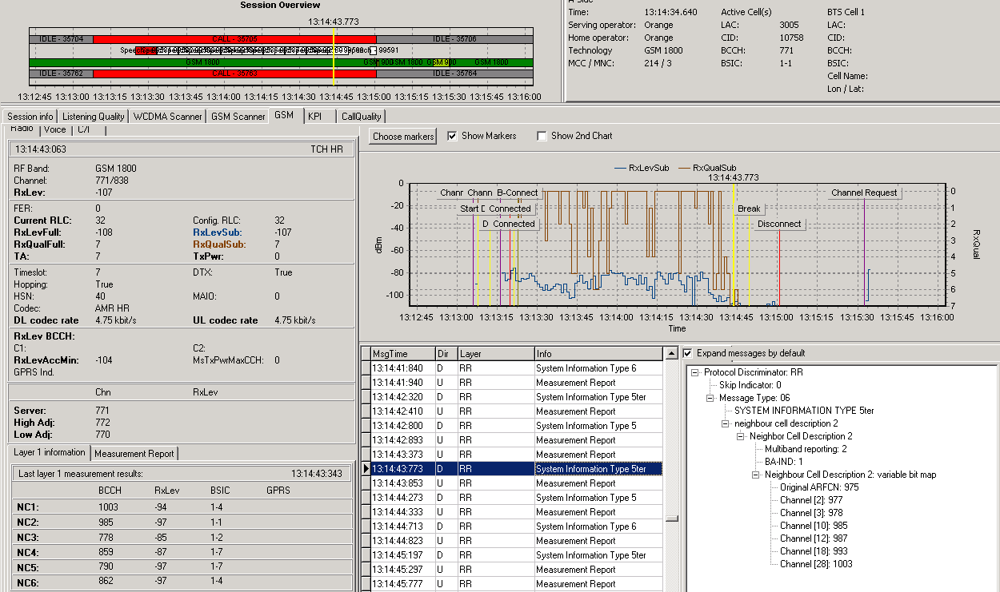 Session Overview
13:14:43.773
IDLE - 35704 CALL - 35705 IDLE - 35706
99591
GSM 1800 GSM 1800 GSM 900 GSM 1800
IDLE - 35762 CALL - 35763 IDLE - 35764
13:12:45 13:13:00 13:13:15 13:13:30 13:13:45 13:14:00 13:14:15 13:14:30 13:14:45 13:15:00 13:15:15 13:15:30 13:15:45 13:16:00
A-Side
Time: 13:14:34.640 Active Cell(s) BTS Cell 1
Serving operator: Orange LAC: 3005 LAC:
Home operator: Orange CID: 10758 CID:
Technology GSM 1800 BCCH: 771 BCCH:
MCC / MNC: 214 / 3 BSIC: 1-1 BSIC:
Cell Name:
Lon / Lat:
Session info Listening Quality WCDMA Scanner GSM Scanner GSM KPI CallQuality
Radio Voice C/I
13:14:43:063 TCH HR
RF Band: GSM 1800
Channel: 771/838
RxLev: -107
FER: 0
Current RLC: 32 Config. RLC: 32
RxLevFull: -108 RxLevSub: -107
RxQualFull: 7 RxQualSub: 7
TA: 7 TxPwr: 0
Timeslot: 7 DTX: True
Hopping: True
HSN: 40 MAIO: 0
Codec: AMR HR
DL codec rate 4.75 kbit/s UL codec rate 4.75 kbit/s
RxLev BCCH:
C1: C2:
RxLevAccMin: -104 MsTxPwrMaxCCH: 0
GPRS Ind.
Chn RxLev
Server: 771
High Adj: 772
Low Adj: 770
Layer 1 information Measurement Report
Last layer 1 measurement results: 13:14:43:343
BCCH RxLev BSIC GPRS
NC1: 1003 -94 1-4
NC2: 985 -97 1-1
NC3: 778 -85 1-2
NC4: 859 -87 1-7
NC5: 790 -97 1-7
NC6: 862 -97 1-4
Choose markers Show Markers Show 2nd Chart
RxLevSub RxQualSub
13:14:43.773
Chann Chann B-Connect Channel Request
Start D Connected Break
D Connected Disconnect
0 -20 -40 -60 -80 -100
dBm
0 1 2 3 4 5 6 7
RxQual
13:12:45 13:13:00 13:13:15 13:13:30 13:13:45 13:14:00 13:14:15 13:14:30 13:14:45 13:15:00 13:15:15 13:15:30 13:15:45 13:16:00
Time
MsgTime Dir Layer Info
13:14:41:840 D RR System Information Type 6
13:14:41:940 U RR Measurement Report
13:14:42:320 D RR System Information Type 5ter
13:14:42:410 U RR Measurement Report
13:14:42:800 D RR System Information Type 5
13:14:42:893 U RR Measurement Report
13:14:43:373 U RR Measurement Report
13:14:43:773 D RR System Information Type 5ter
13:14:43:853 U RR Measurement Report
13:14:44:273 D RR System Information Type 5
13:14:44:333 U RR Measurement Report
13:14:44:713 D RR System Information Type 6
13:14:44:823 U RR Measurement Report
13:14:45:197 D RR System Information Type 5ter
13:14:45:297 U RR Measurement Report
13:14:45:777 U RR Measurement Report
Expand messages by default
Protocol Discriminator: RR
Skip Indicator: 0
Message Type: 06
SYSTEM INFORMATION TYPE 5ter
neighbour cell description 2
Neighbor Cell Description 2
Multiband reporting: 2
BA-IND: 1
Neighbour Cell Description 2: variable bit map
Original ARFCN: 975
Channel [2]: 977
Channel [3]: 978
Channel [10]: 985
Channel [12]: 987
Channel [18]: 993
Channel [28]: 1003